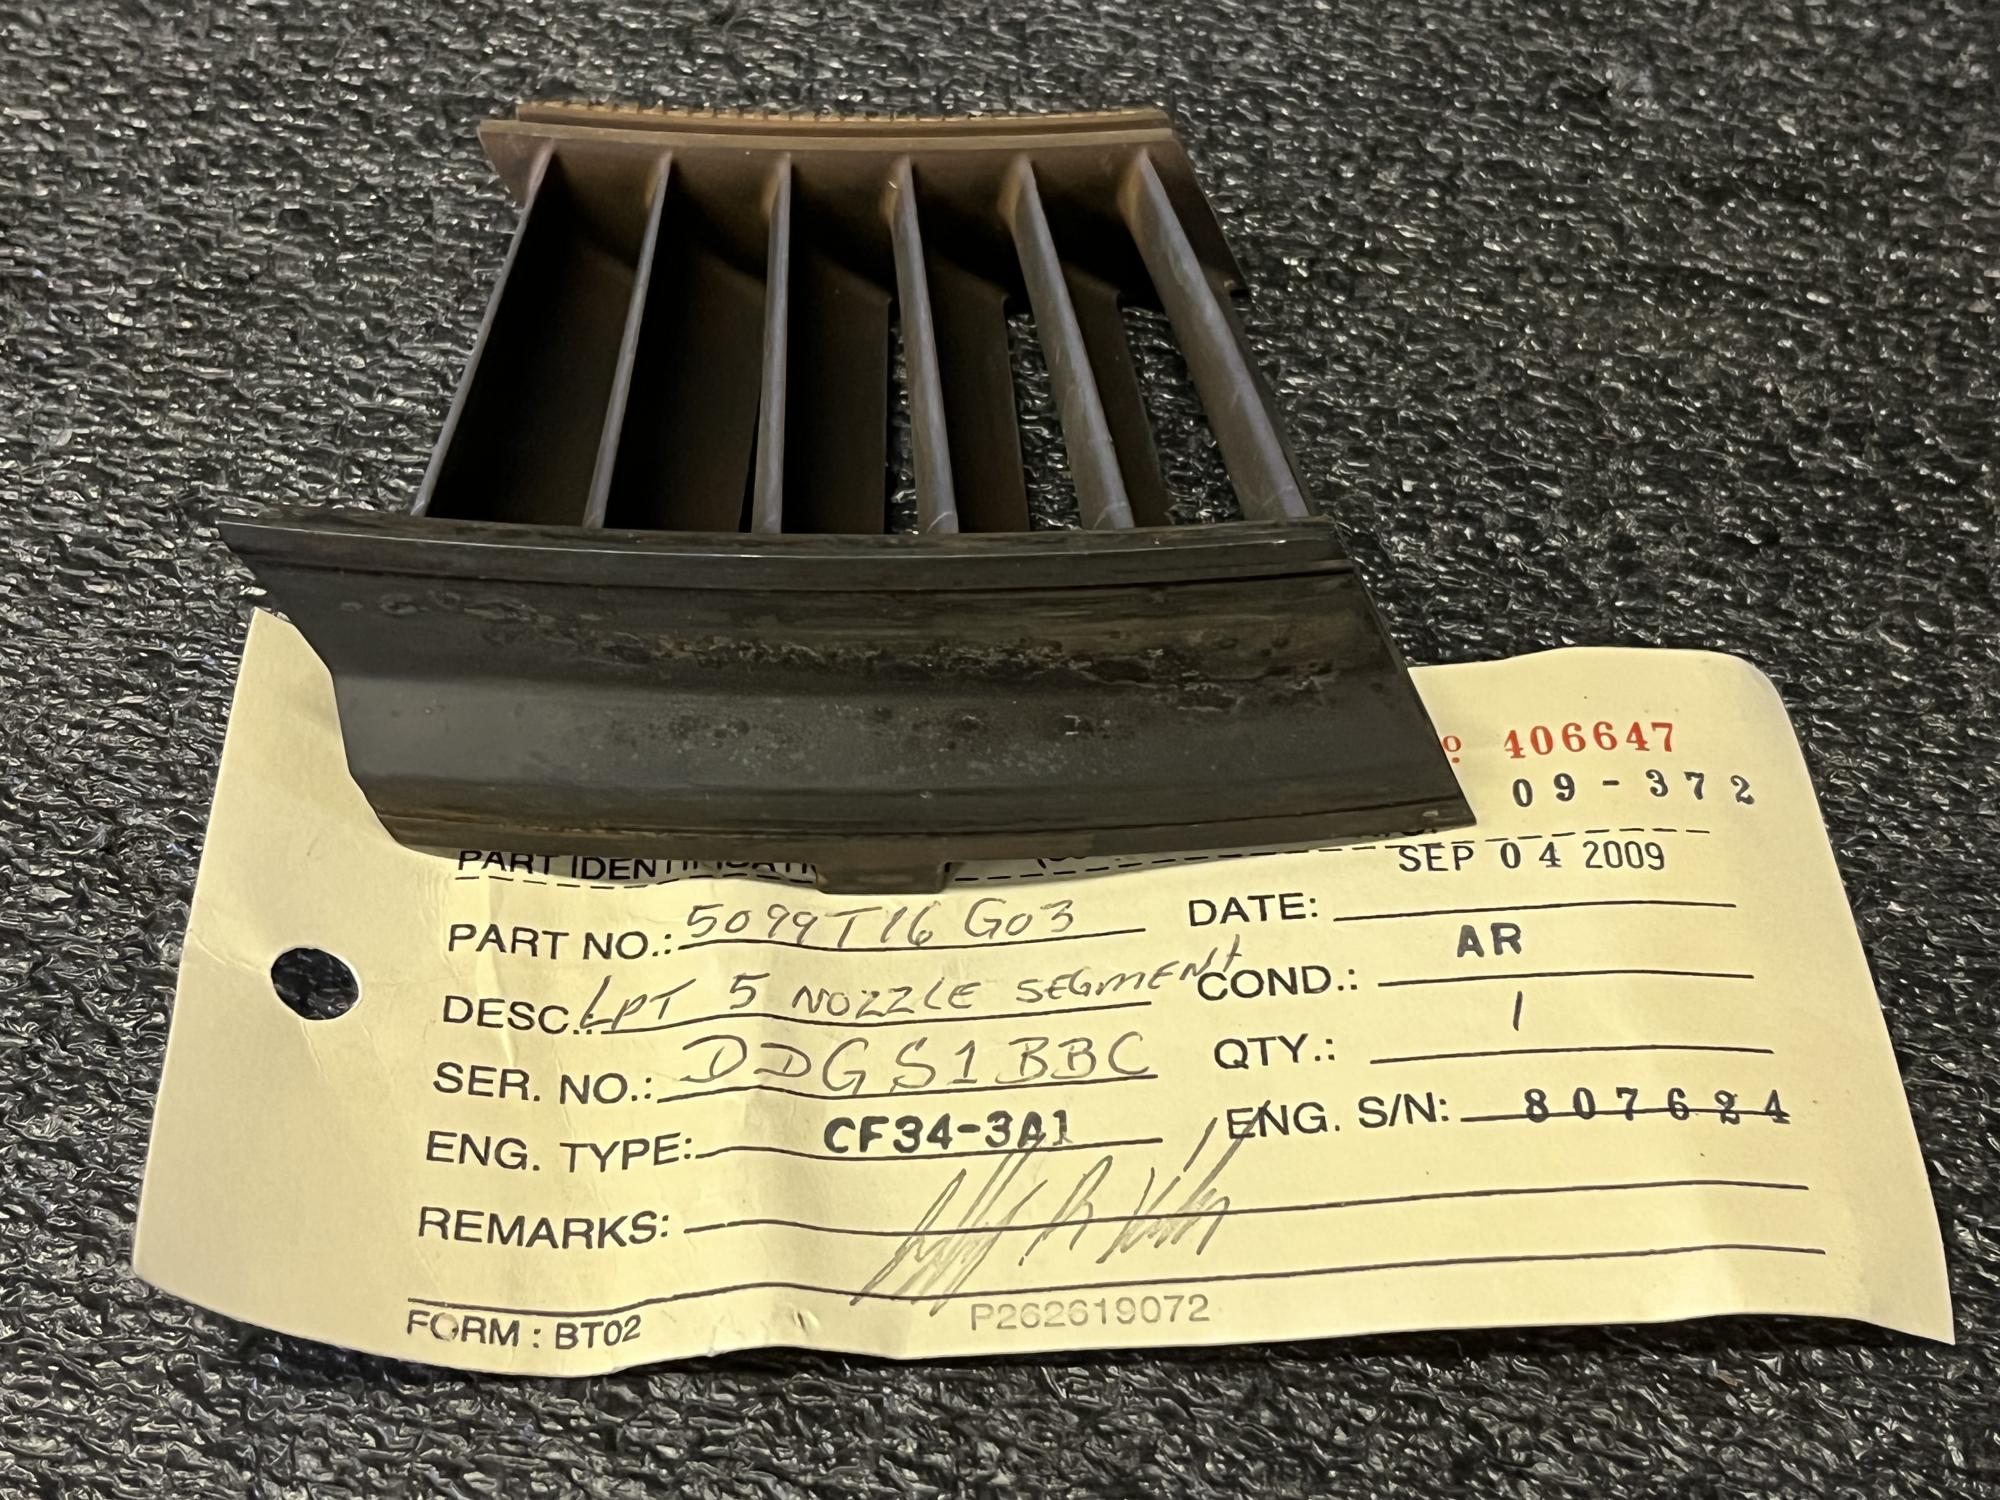 406647
09-372
PART IDENTIFICATI
SEP 04 2009
PART NO.: 5099T16 G03 DATE:
DESC.: LPT 5 NOZZLE SEGMENT COND.: AR
SER. NO.: DDGS1BBC QTY.: 1
ENG. TYPE: CF34-3A1 ENG. S/N: 807624
REMARKS:
FORM : BT02 P262619072